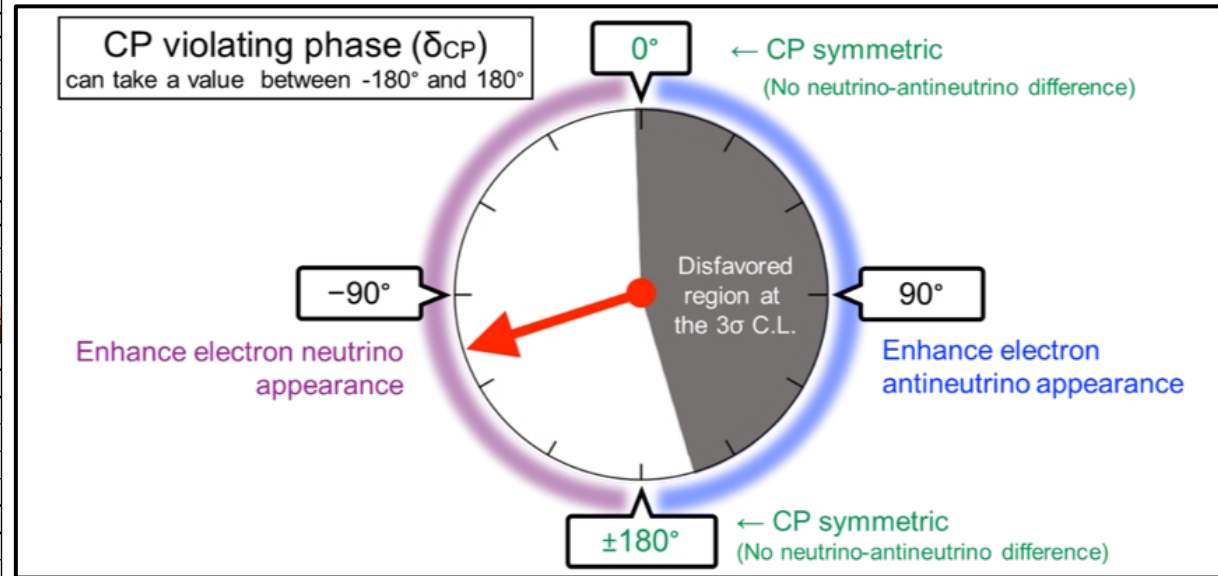 CP violating phase (δCP)
can take a value between -180° and 180°
0°
← CP symmetric
(No neutrino-antineutrino difference)
−90°
Disfavored
region at
the 3σ C.L.
90°
Enhance electron neutrino
appearance
Enhance electron
antineutrino appearance
±180°
← CP symmetric
(No neutrino-antineutrino difference)